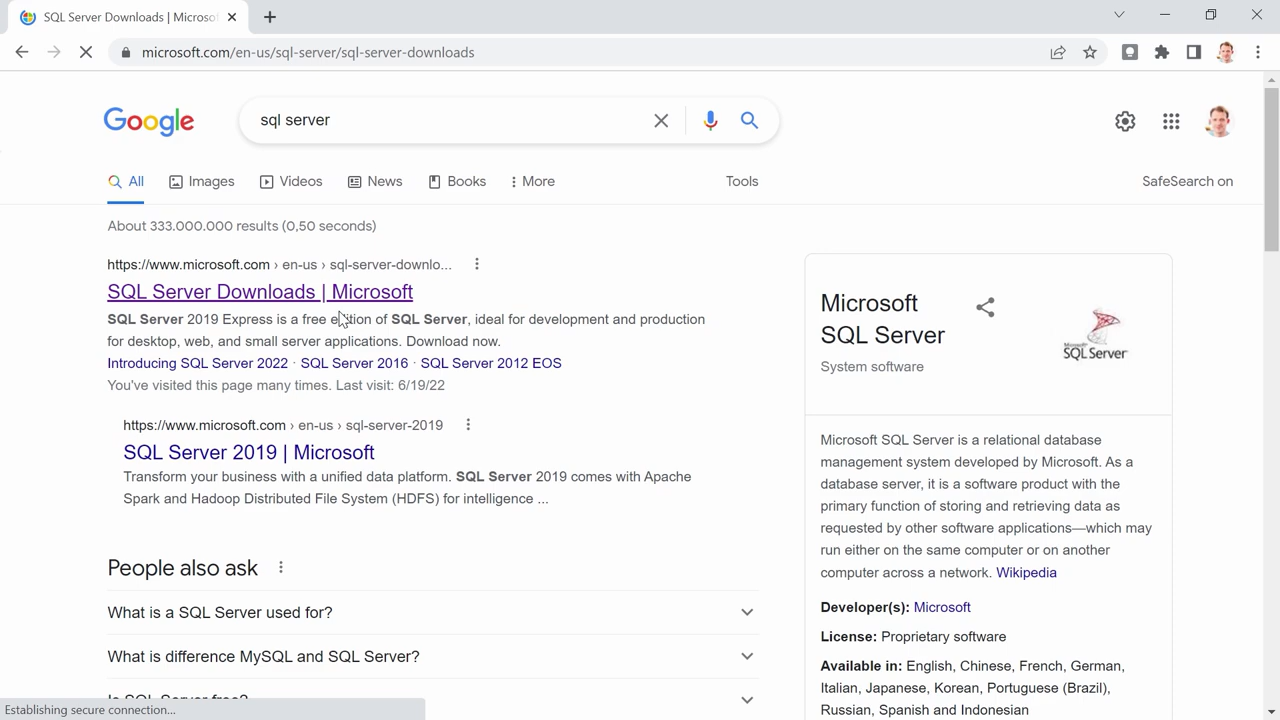 SQL Server Downloads | Microsof
microsoft.com/en-us/sql-server/sql-server-downloads
Google
sql server
All
Images
Videos
News
Books
More
Tools
SafeSearch on
About 333.000.000 results (0,50 seconds)
https://www.microsoft.com › en-us › sql-server-downlo...
SQL Server Downloads | Microsoft
SQL Server 2019 Express is a free edition of SQL Server, ideal for development and production
for desktop, web, and small server applications. Download now.
Introducing SQL Server 2022 · SQL Server 2016 · SQL Server 2012 EOS
You've visited this page many times. Last visit: 6/19/22
https://www.microsoft.com › en-us › sql-server-2019
SQL Server 2019 | Microsoft
Transform your business with a unified data platform. SQL Server 2019 comes with Apache
Spark and Hadoop Distributed File System (HDFS) for intelligence ...
People also ask
What is a SQL Server used for?
What is difference MySQL and SQL Server?
Is SQL Server free?
Microsoft
SQL Server
System software
Microsoft
SQL Server
Microsoft SQL Server is a relational database
management system developed by Microsoft. As a
database server, it is a software product with the
primary function of storing and retrieving data as
requested by other software applications—which may
run either on the same computer or on another
computer across a network. Wikipedia
Developer(s): Microsoft
License: Proprietary software
Available in: English, Chinese, French, German,
Italian, Japanese, Korean, Portuguese (Brazil),
Russian, Spanish and Indonesian
Establishing secure connection...